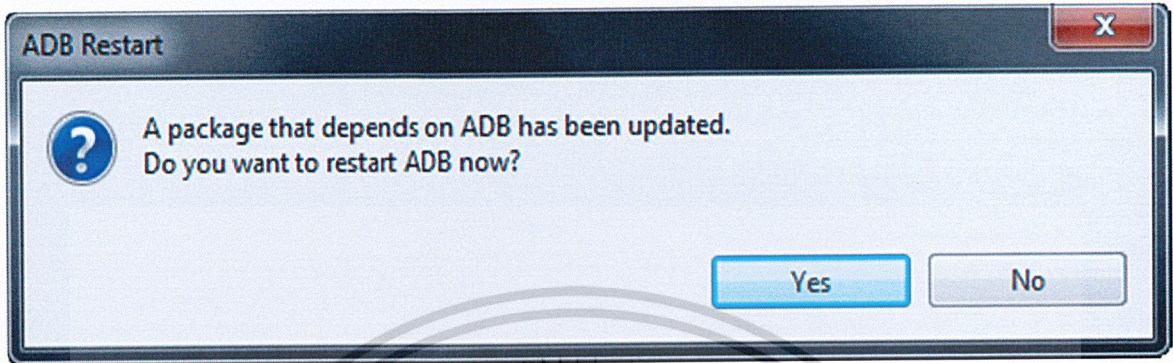 ADB Restart
A package that depends on ADB has been updated.
Do you want to restart ADB now?
Yes
No